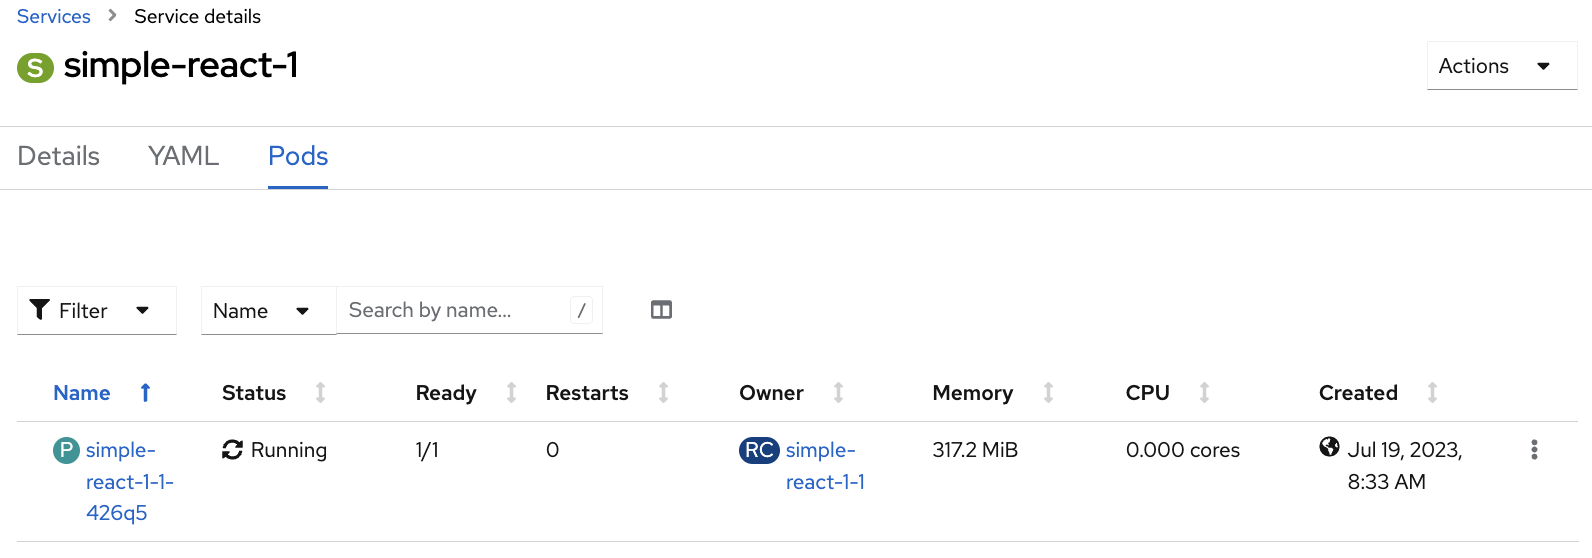 Services > Service details
S simple-react-1
Actions
Details YAML Pods
Filter Name Search by name... /
Name Status Ready Restarts Owner Memory CPU Created
P simple- Running 1/1 0 RC simple- 317.2 MiB 0.000 cores Jul 19, 2023,
react-1-1- react-1-1 8:33 AM
426q5